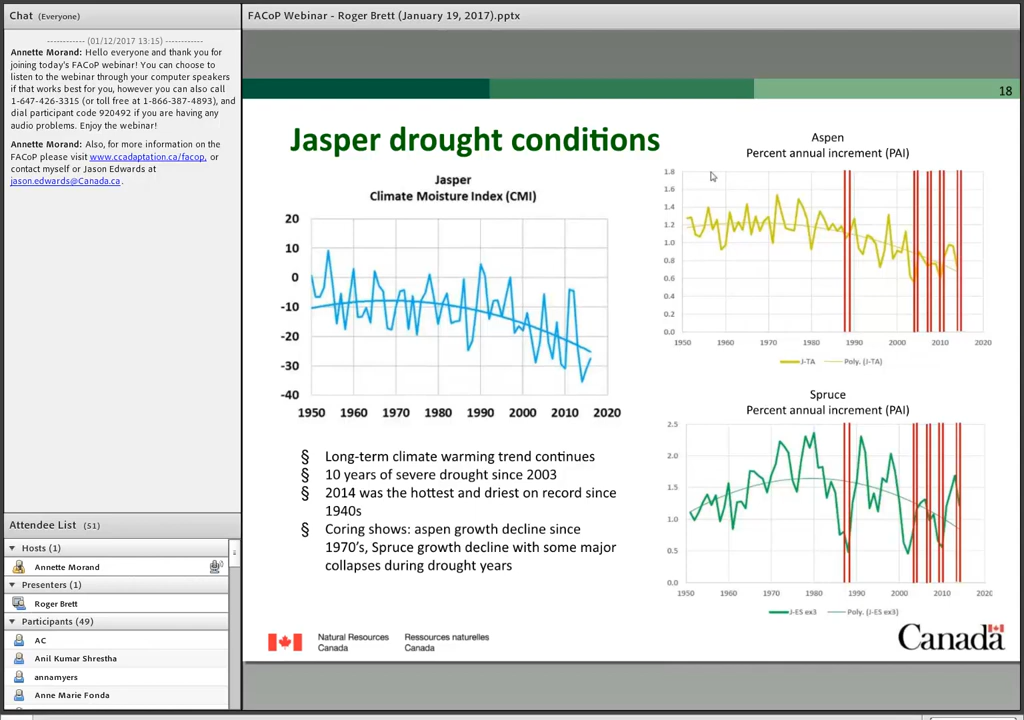 Chat (Everyone)
------------ (01/12/2017 13:15) ------------
Annette Morand: Hello everyone and thank you for
joining today's FACoP webinar! You can choose to
listen to the webinar through your computer speakers
if that works best for you, however you can also call
1-647-426-3315 (or toll free at 1-866-387-4893), and
dial participant code 920492 if you are having any
audio problems. Enjoy the webinar!
Annette Morand: Also, for more information on the
FACoP please visit www.ccadaptation.ca/facop, or
contact myself or Jason Edwards at
jason.edwards@Canada.ca.
Attendee List (51)
Hosts (1)
Annette Morand
Presenters (1)
Roger Brett
Participants (49)
AC
Anil Kumar Shrestha
annamyers
Anne Marie Fonda
FACoP Webinar - Roger Brett (January 19, 2017).pptx
18
Jasper drought conditions
Jasper
Climate Moisture Index (CMI)
20
10
0
-10
-20
-30
-40
1950 1960 1970 1980 1990 2000 2010 2020
§ Long-term climate warming trend continues
§ 10 years of severe drought since 2003
§ 2014 was the hottest and driest on record since
1940s
§ Coring shows: aspen growth decline since
1970's, Spruce growth decline with some major
collapses during drought years
Aspen
Percent annual increment (PAI)
1.8
1.6
1.4
1.2
1.0
0.8
0.6
0.4
0.2
0.0
1950 1960 1970 1980 1990 2000 2010 2020
J-TA Poly. (J-TA)
Spruce
Percent annual increment (PAI)
2.5
2.0
1.5
1.0
0.5
0.0
1950 1960 1970 1980 1990 2000 2010 2020
J-ES ex3 Poly. (J-ES ex3)
Natural Resources Ressources naturelles
Canada Canada
Canada